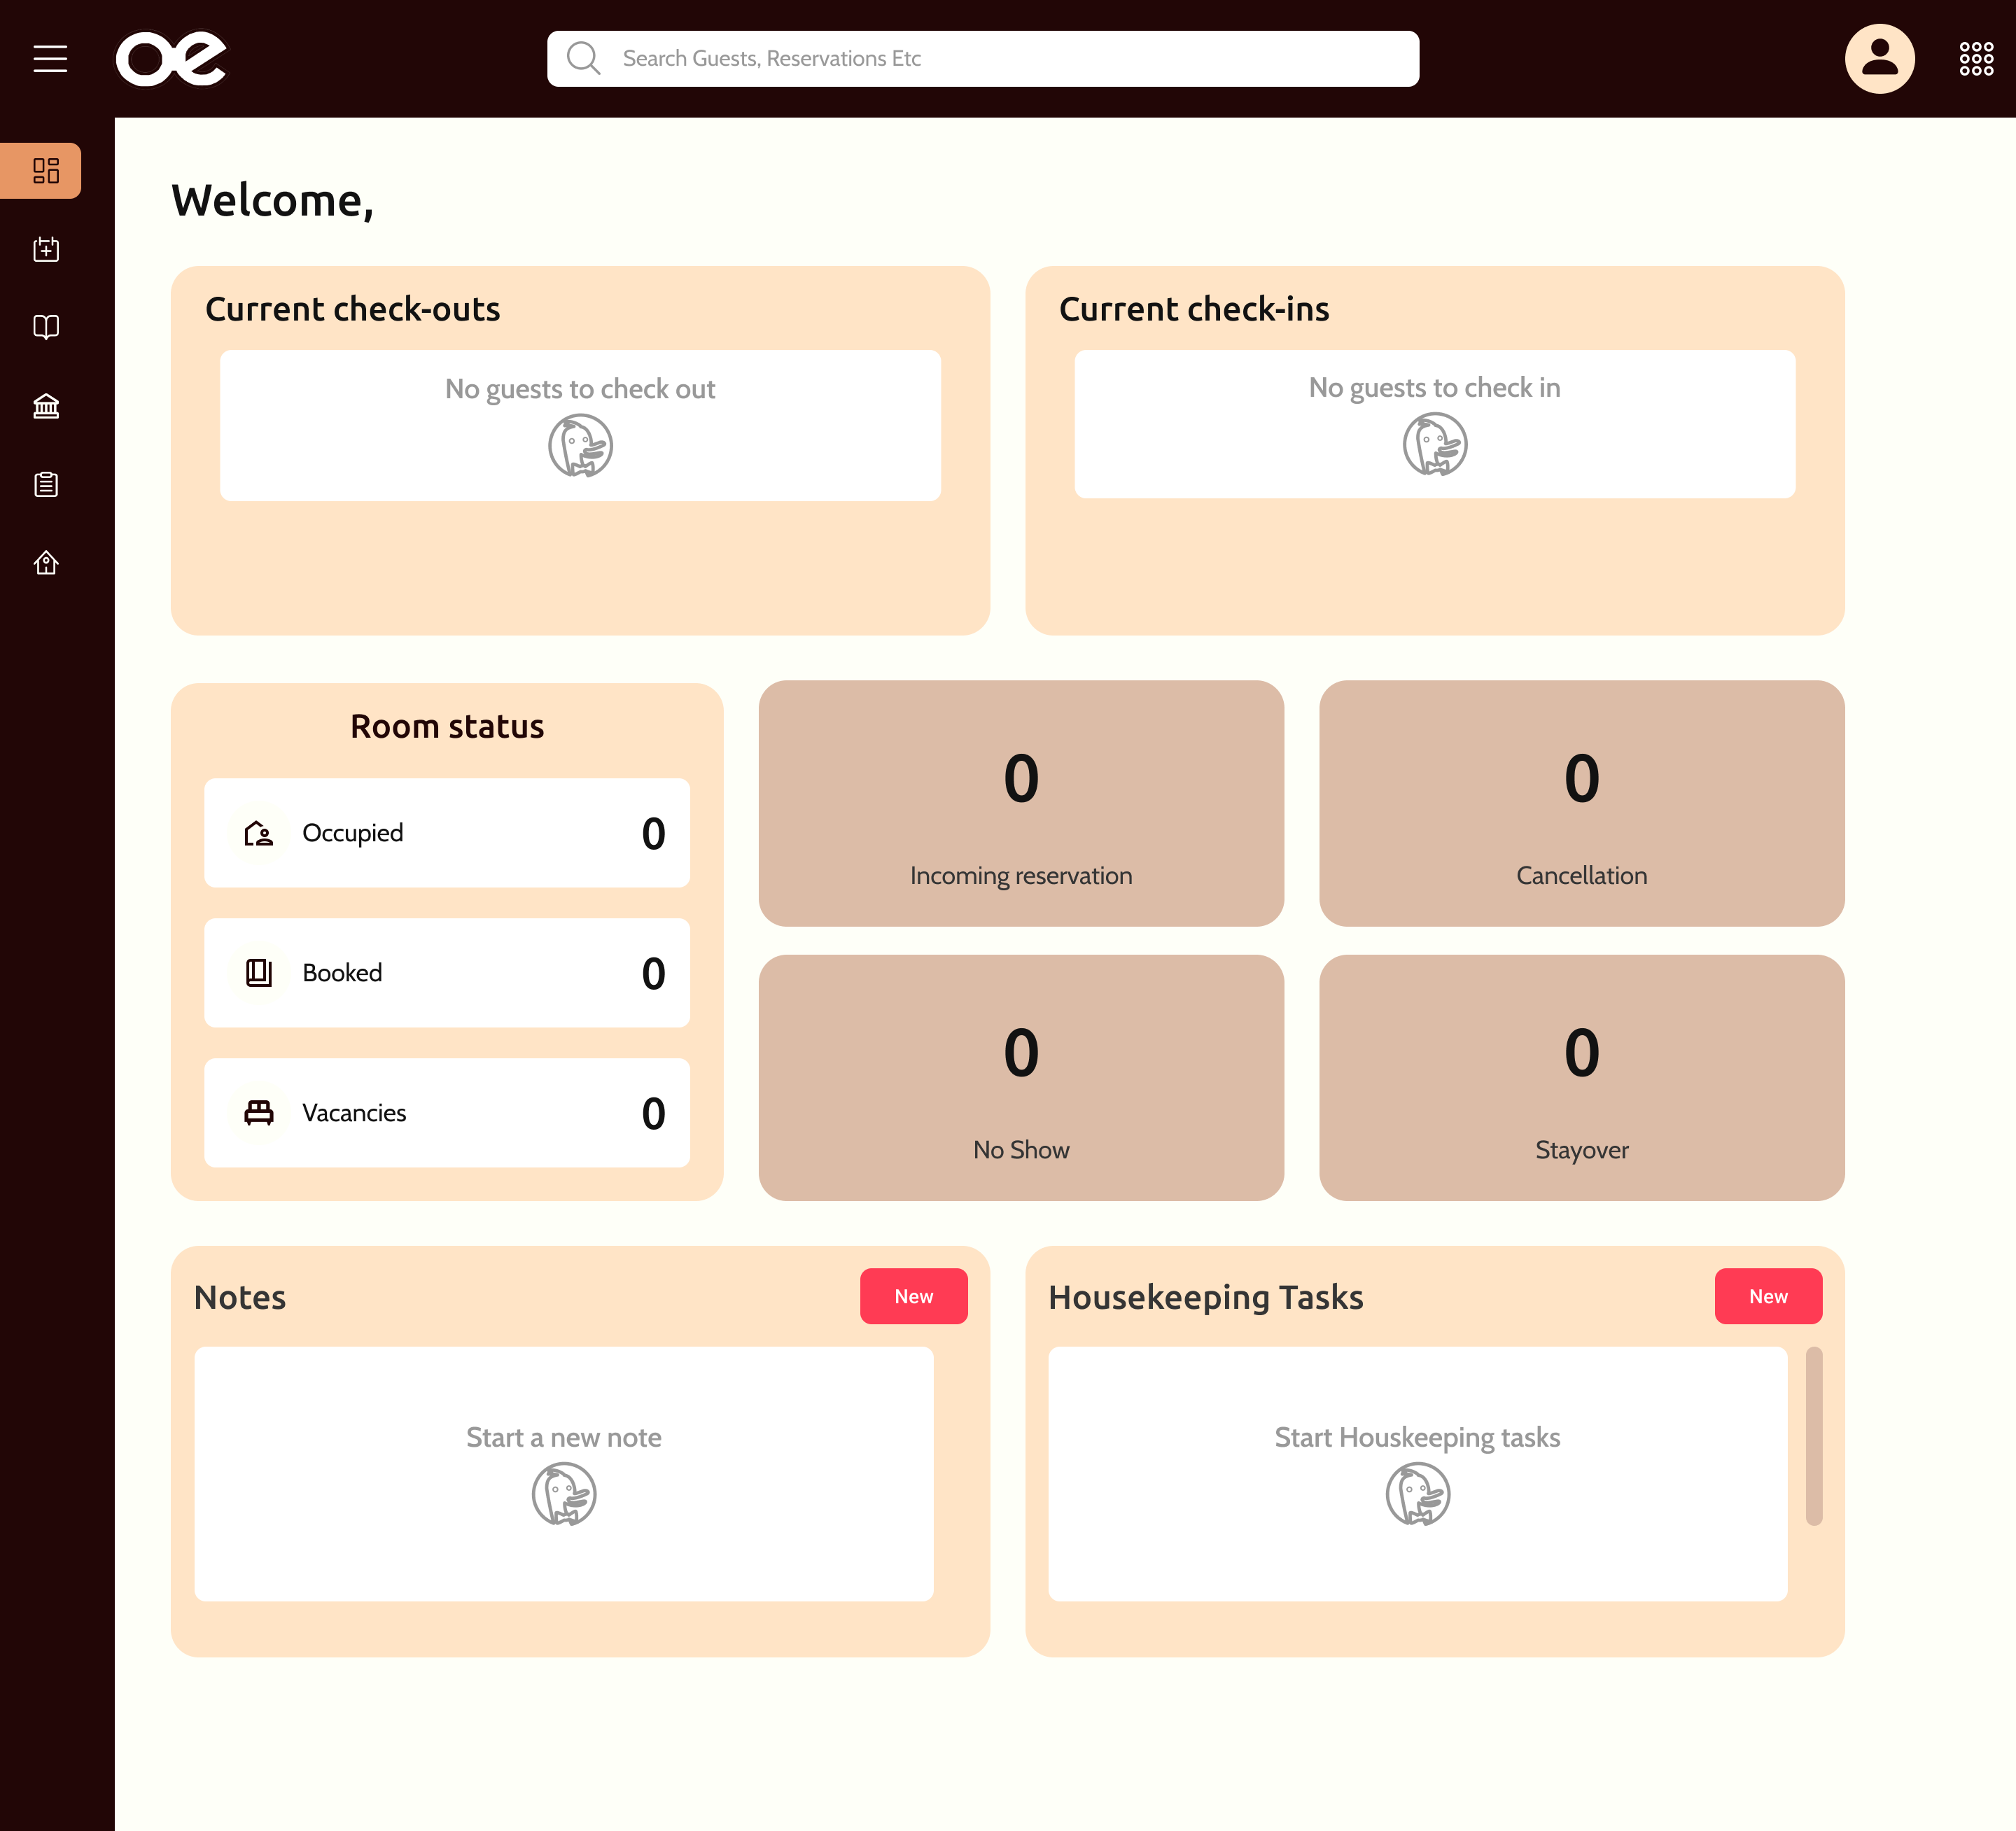 oe
Search Guests, Reservations Etc
Welcome,
Current check-outs
No guests to check out
Current check-ins
No guests to check in
Room status
Occupied 0
Booked 0
Vacancies 0
0
Incoming reservation
0
Cancellation
0
No Show
0
Stayover
Notes
New
Start a new note
Housekeeping Tasks
New
Start Houskeeping tasks